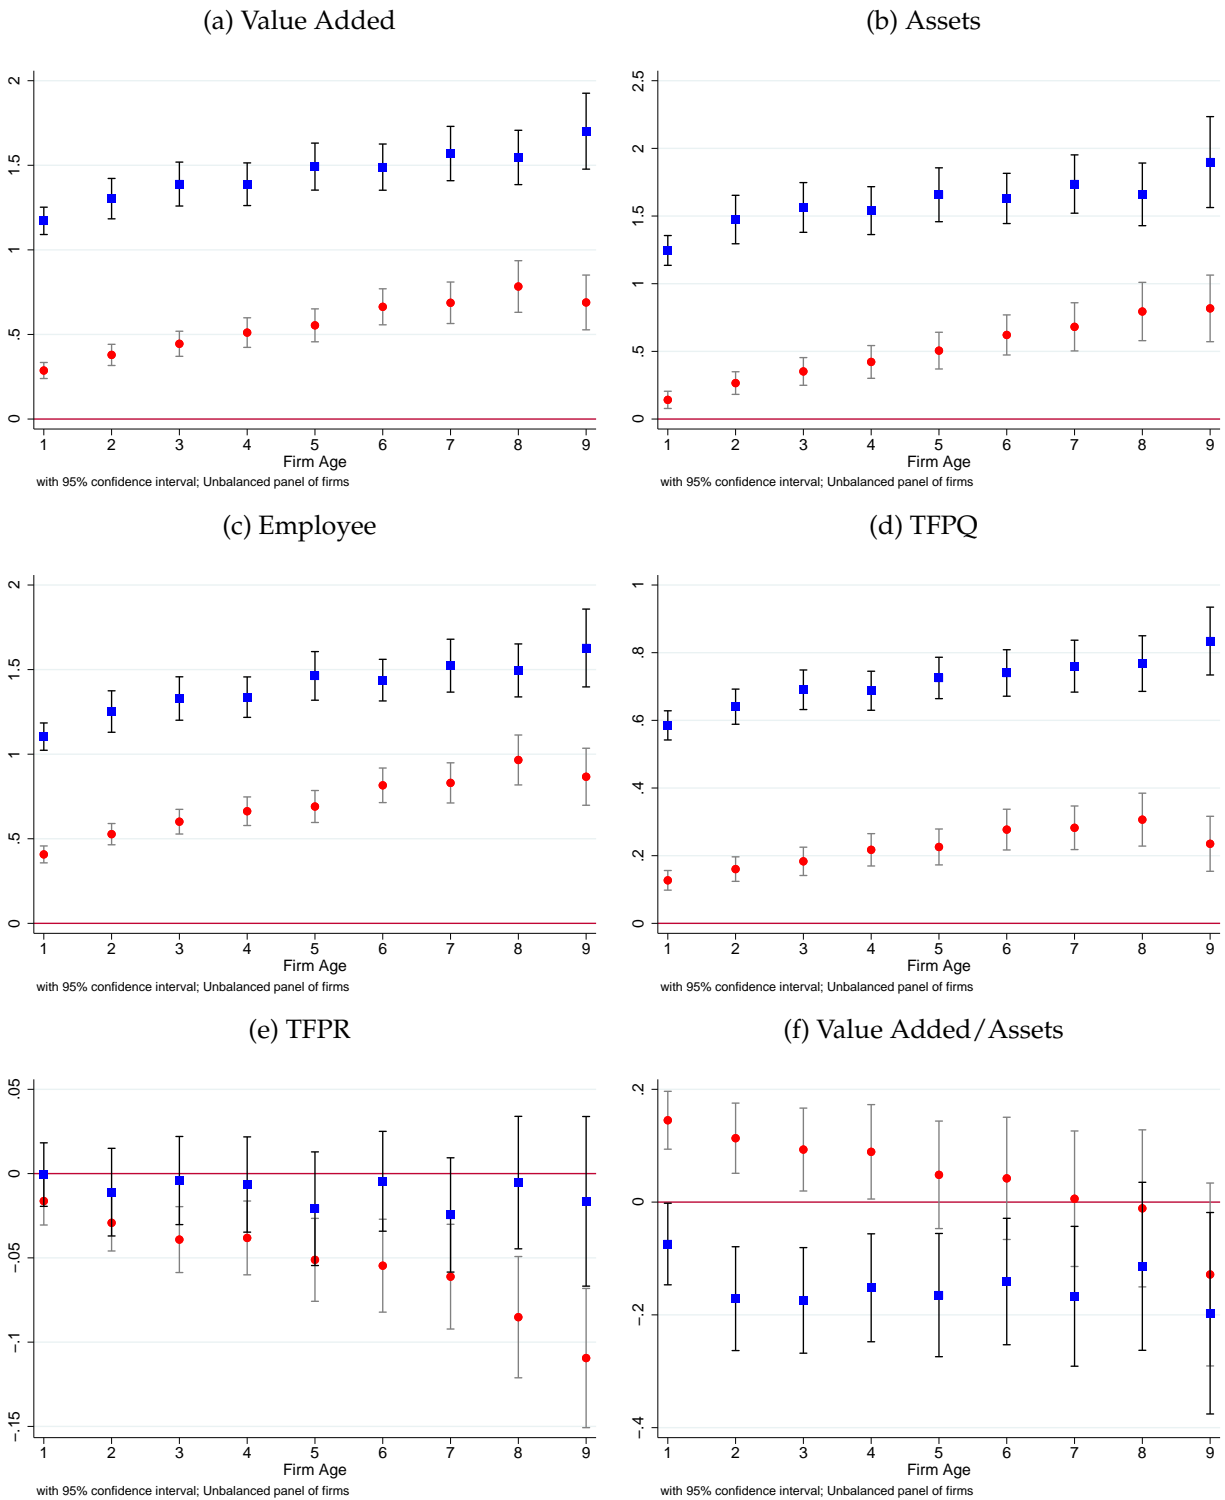 (a) Value Added
2
1.5
1
.5
0
1 2 3 4 5 6 7 8 9
Firm Age
with 95% confidence interval; Unbalanced panel of firms
(b) Assets
2.5
2
1.5
1
.5
0
1 2 3 4 5 6 7 8 9
Firm Age
with 95% confidence interval; Unbalanced panel of firms
(c) Employee
2
1.5
1
.5
0
1 2 3 4 5 6 7 8 9
Firm Age
with 95% confidence interval; Unbalanced panel of firms
(d) TFPQ
1
.8
.6
.4
.2
0
1 2 3 4 5 6 7 8 9
Firm Age
with 95% confidence interval; Unbalanced panel of firms
(e) TFPR
.05
0
-.05
-.1
-.15
1 2 3 4 5 6 7 8 9
Firm Age
with 95% confidence interval; Unbalanced panel of firms
(f) Value Added/Assets
.2
0
-.2
-.4
1 2 3 4 5 6 7 8 9
Firm Age
with 95% confidence interval; Unbalanced panel of firms